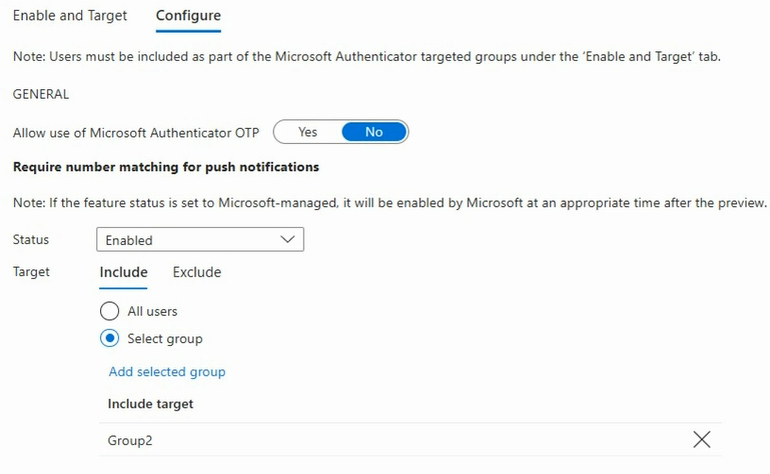 Enable and Target Configure
Note: Users must be included as part of the Microsoft Authenticator targeted groups under the 'Enable and Target' tab.
GENERAL
Allow use of Microsoft Authenticator OTP Yes No
Require number matching for push notifications
Note: If the feature status is set to Microsoft-managed, it will be enabled by Microsoft at an appropriate time after the preview.
Status Enabled
Target Include Exclude
All users
Select group
Add selected group
Include target
Group2